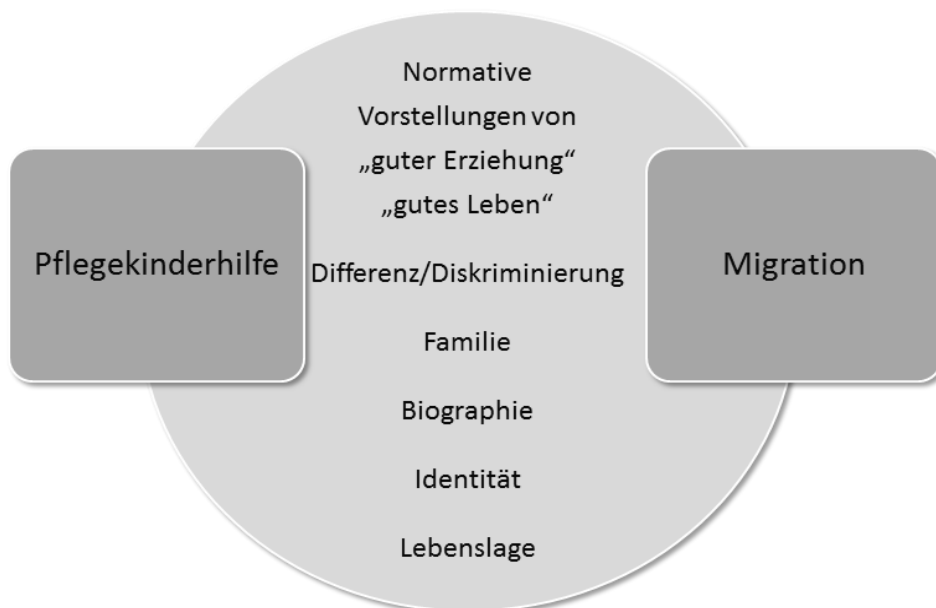 Normative
Vorstellungen von
„guter Erziehung“
„gutes Leben“
Pflegekinderhilfe
Differenz/Diskriminierung
Migration
Familie
Biographie
Identität
Lebenslage